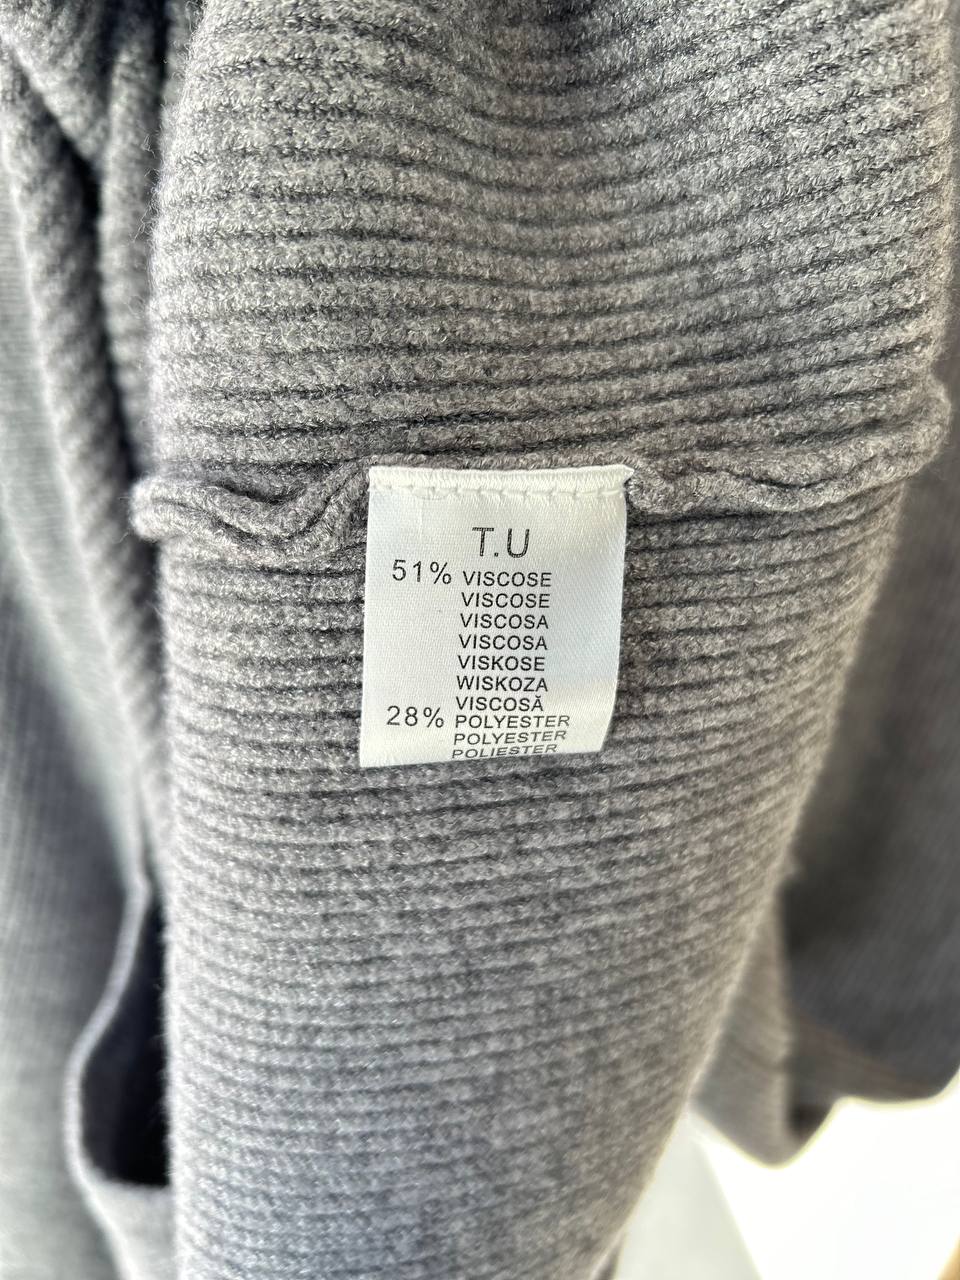 T.U
51% VISCOSE
VISCOSE
VISCOSA
VISCOSA
VISKOSE
WISKOZA
VISCOSĂ
28% POLYESTER
POLYESTER
POLIESTER